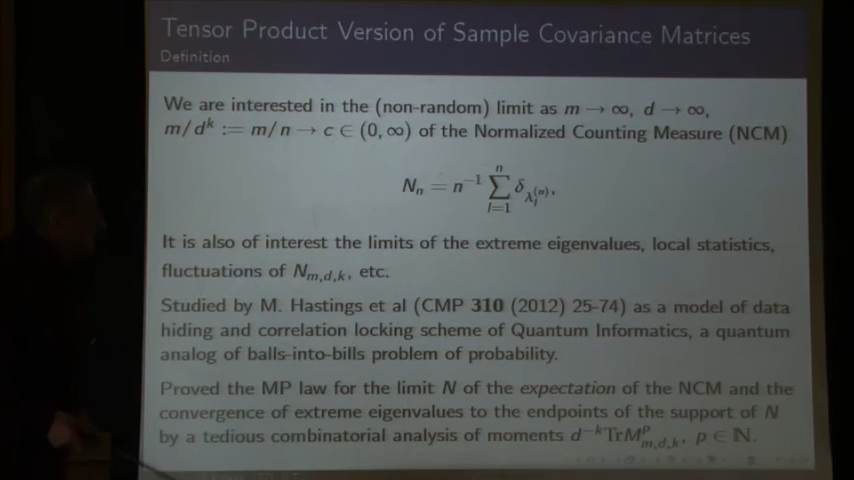 Tensor Product Version of Sample Covariance Matrices
Definition
We are interested in the (non-random) limit as m → ∞, d → ∞,
m/dᵏ := m/n → c ∈ (0, ∞) of the Normalized Counting Measure (NCM)
Nₙ = n⁻¹ ∑_{l=1}^{n} δ_{λ_l^{(n)}},
It is also of interest the limits of the extreme eigenvalues, local statistics,
fluctuations of N_{m,d,k}, etc.
Studied by M. Hastings et al (CMP 310 (2012) 25-74) as a model of data
hiding and correlation locking scheme of Quantum Informatics, a quantum
analog of balls-into-bills problem of probability.
Proved the MP law for the limit N of the expectation of the NCM and the
convergence of extreme eigenvalues to the endpoints of the support of N
by a tedious combinatorial analysis of moments d⁻ᵏTrM^p_{m,d,k}, p ∈ ℕ.